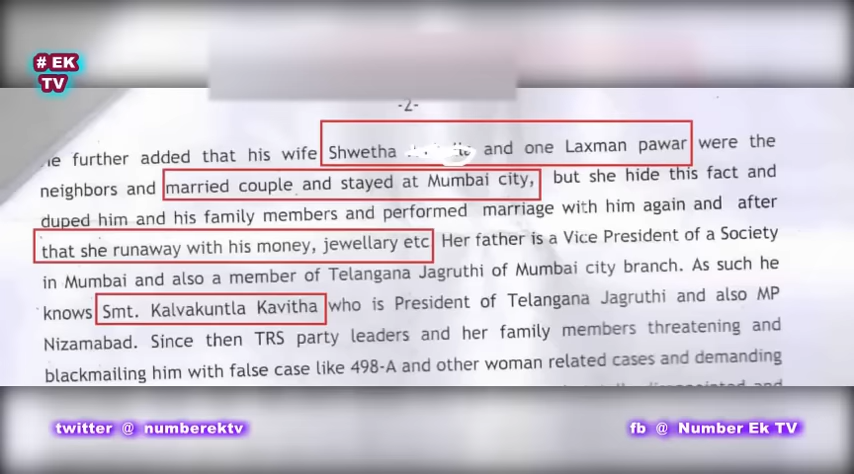 # EK
TV
-2-
further added that his wife Shwetha and one Laxman pawar were the
neighbors and married couple and stayed at Mumbai city, but she hide this fact and
duped him and his family members and performed marriage with him again and after
that she runaway with his money, jewellary etc Her father is a Vice President of a Society
in Mumbai and also a member of Telangana Jagruthi of Mumbai city branch. As such he
knows Smt. Kalvakuntla Kavitha who is President of Telangana Jagruthi and also MP
Nizamabad. Since then TRS party leaders and her family members threatening and
blackmailing him with false case like 498-A and other woman related cases and demanding
twitter @ numberektv
fb @ Number Ek TV